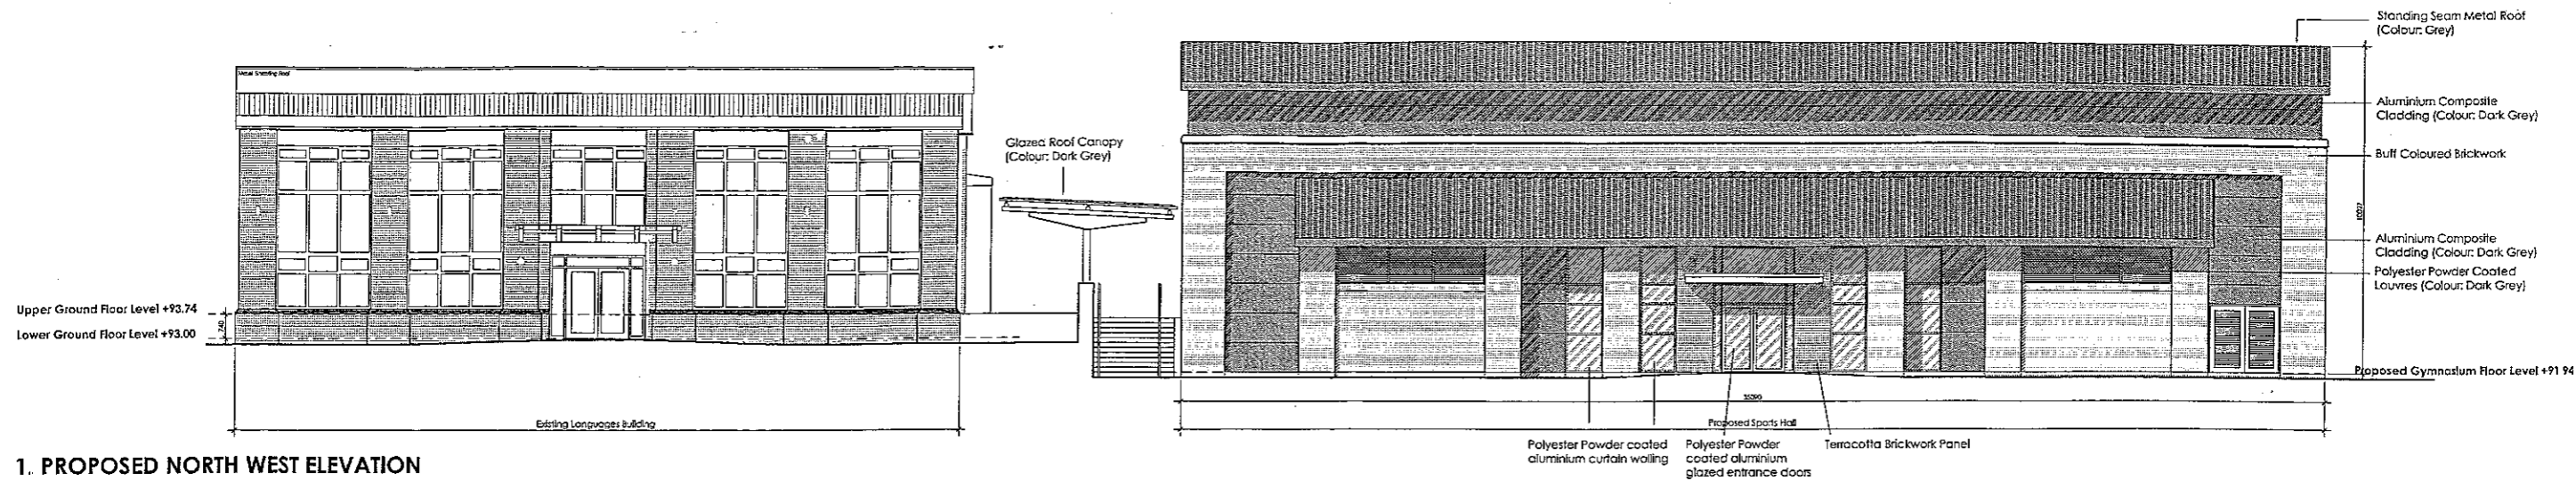 Standing Seam Metal Roof
(Colour: Grey)
Metal Sheeting Roof
Aluminium Composite
Cladding (Colour: Dark Grey)
Glazed Roof Canopy
(Colour: Dark Grey)
Buff Coloured Brickwork
Aluminium Composite
Cladding (Colour: Dark Grey)
Polyester Powder Coated
Louvres (Colour: Dark Grey)
Upper Ground Floor Level +93.74
740
Lower Ground Floor Level +93.00
Proposed Gymnasium Floor Level +91 94
Existing Languages Building
Proposed Sports Hall
Polyester Powder coated
aluminium curtain walling
Polyester Powder
coated aluminium
glazed entrance doors
Terracotta Brickwork Panel
1. PROPOSED NORTH WEST ELEVATION